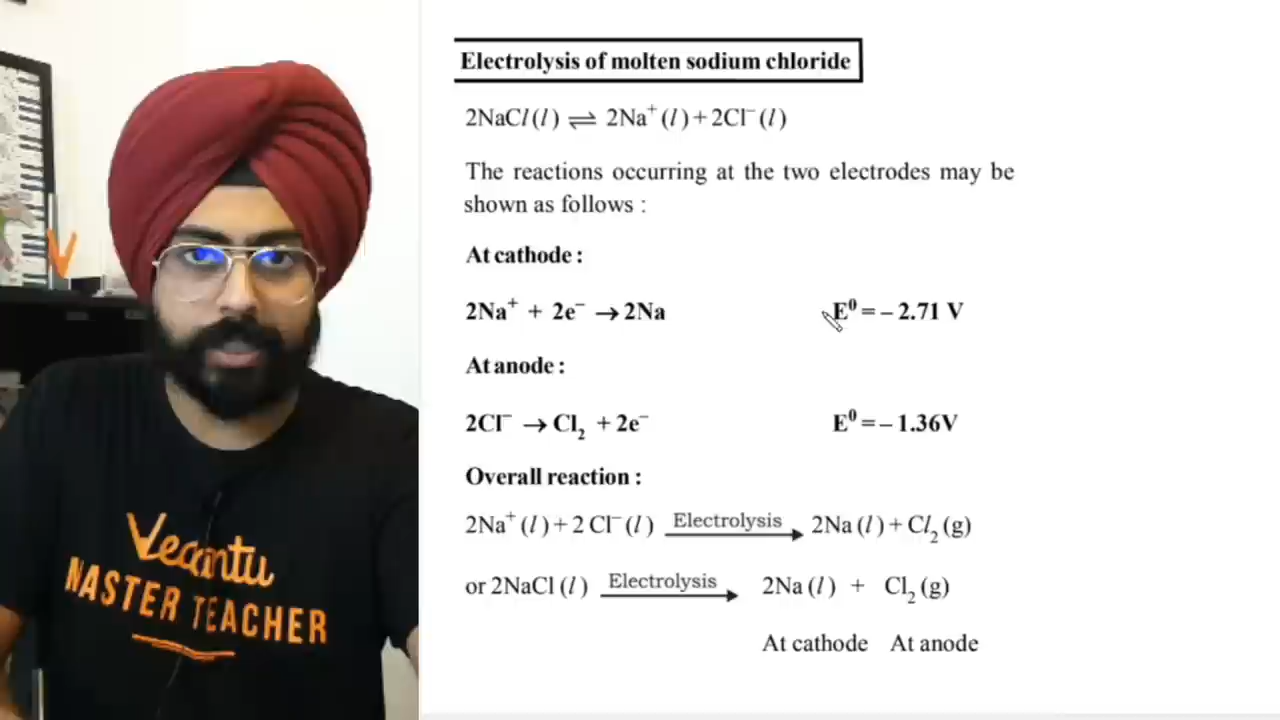 Electrolysis of molten sodium chloride
2NaCl(l) ⇌ 2Na⁺(l)+2Cl⁻(l)
The reactions occurring at the two electrodes may be
shown as follows :
At cathode :
2Na⁺ + 2e⁻ → 2Na E⁰ = – 2.71 V
At anode :
2Cl⁻ → Cl₂ + 2e⁻ E⁰ = – 1.36V
Overall reaction :
2Na⁺(l)+2Cl⁻(l) Electrolysis → 2Na(l)+Cl₂(g)
or 2NaCl(l) Electrolysis → 2Na(l) + Cl₂(g)
At cathode At anode
Vedantu
MASTER TEACHER